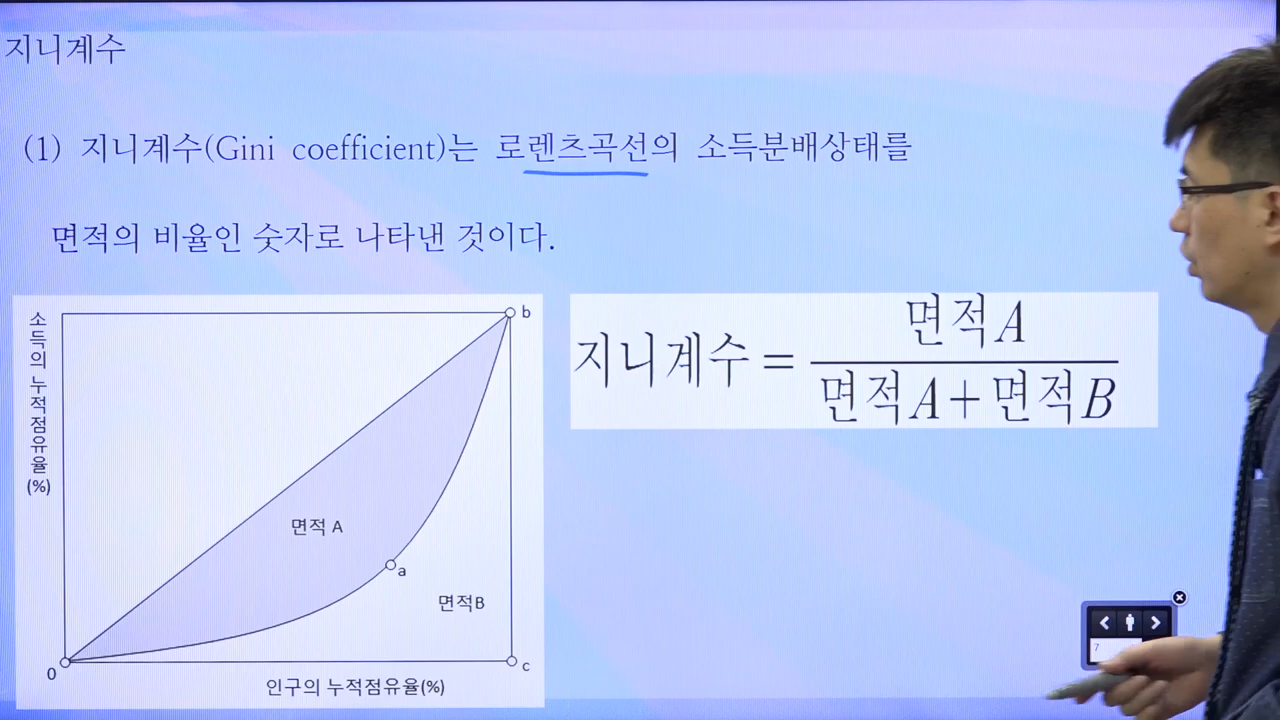 지니계수
(1) 지니계수(Gini coefficient)는 로렌츠곡선의 소득분배상태를
면적의 비율인 숫자로 나타낸 것이다.
소득의 누적점유율(%)
b
면적 A
a
면적B
0
c
인구의 누적점유율(%)
지니계수 = 면적A / 면적A+면적B
7